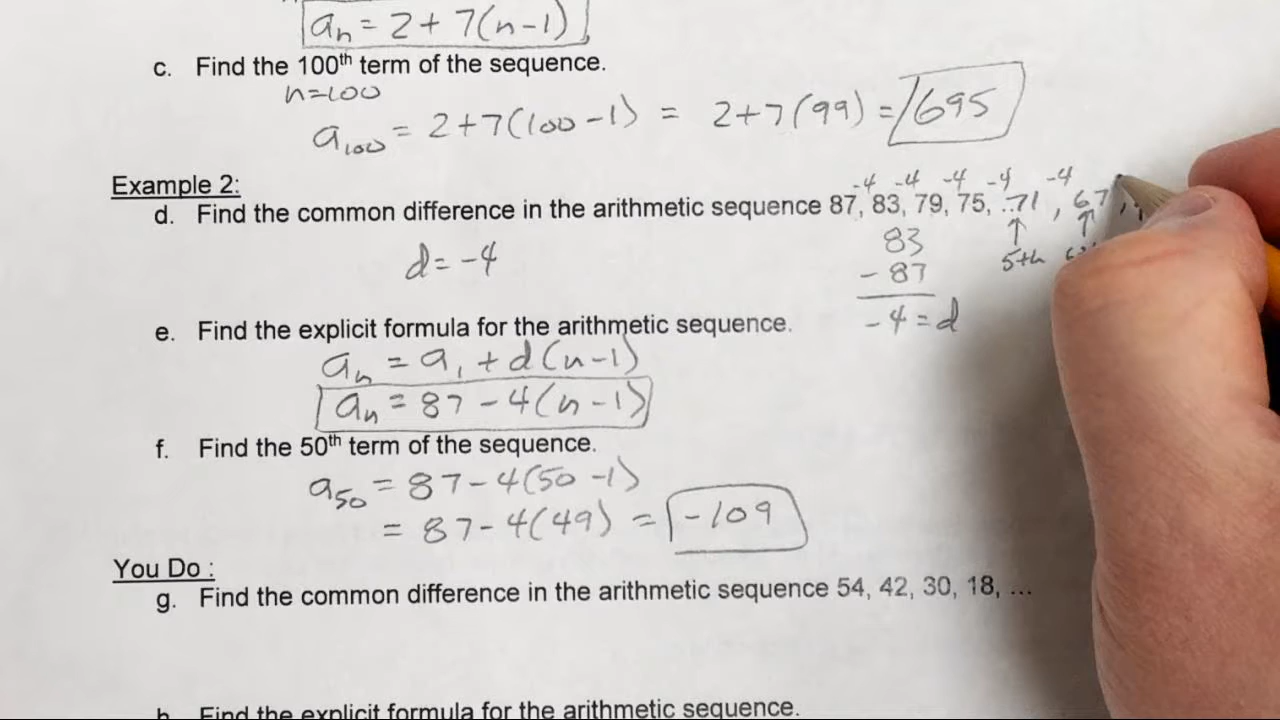 aₙ = 2 + 7(n-1)
c. Find the 100th term of the sequence.
n=100
a₁₀₀ = 2+7(100-1) = 2+7(99) = 695
Example 2:
-4 -4 -4 -4 -4
d. Find the common difference in the arithmetic sequence 87, 83, 79, 75, ...71, 67,
d = -4
83
- 87
-4 = d
5th
e. Find the explicit formula for the arithmetic sequence.
aₙ = a₁ + d(n-1)
aₙ = 87 - 4(n-1)
f. Find the 50th term of the sequence.
a₅₀ = 87-4(50-1)
= 87-4(49) = -109
You Do :
g. Find the common difference in the arithmetic sequence 54, 42, 30, 18, ...
h. Find the explicit formula for the arithmetic sequence.